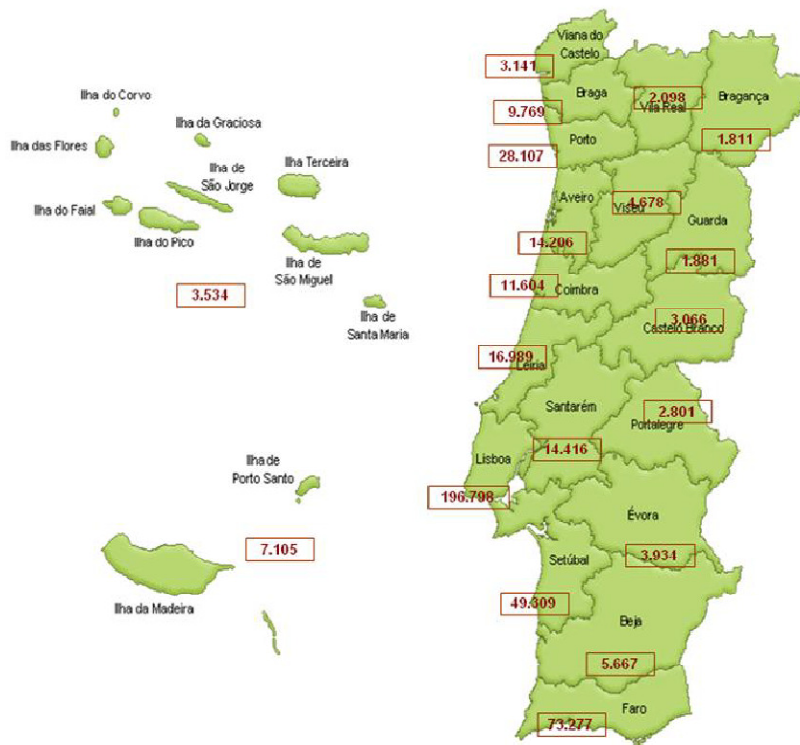 Viana do
Castelo
3.141
Braga
9.769
2.098
Vila Real
Bragança
1.811
Porto
28.107
Ilha do Corvo
Ilha da Graciosa
Ilha das Flores
Ilha de
São Jorge
Ilha Terceira
Ilha do Faial
Ilha do Pico
Ilha de
São Miguel
3.534
Ilha de
Santa Maria
Aveiro
14.206
4.678
Viseu
Guarda
1.881
11.604
Coimbra
3.066
Castelo Branco
16.989
Leiria
Santarém
14.416
2.801
Portalegre
Lisboa
196.798
Ilha de
Porto Santo
7.105
Ilha da Madeira
Évora
3.934
Setúbal
49.309
Beja
5.667
Faro
73.277